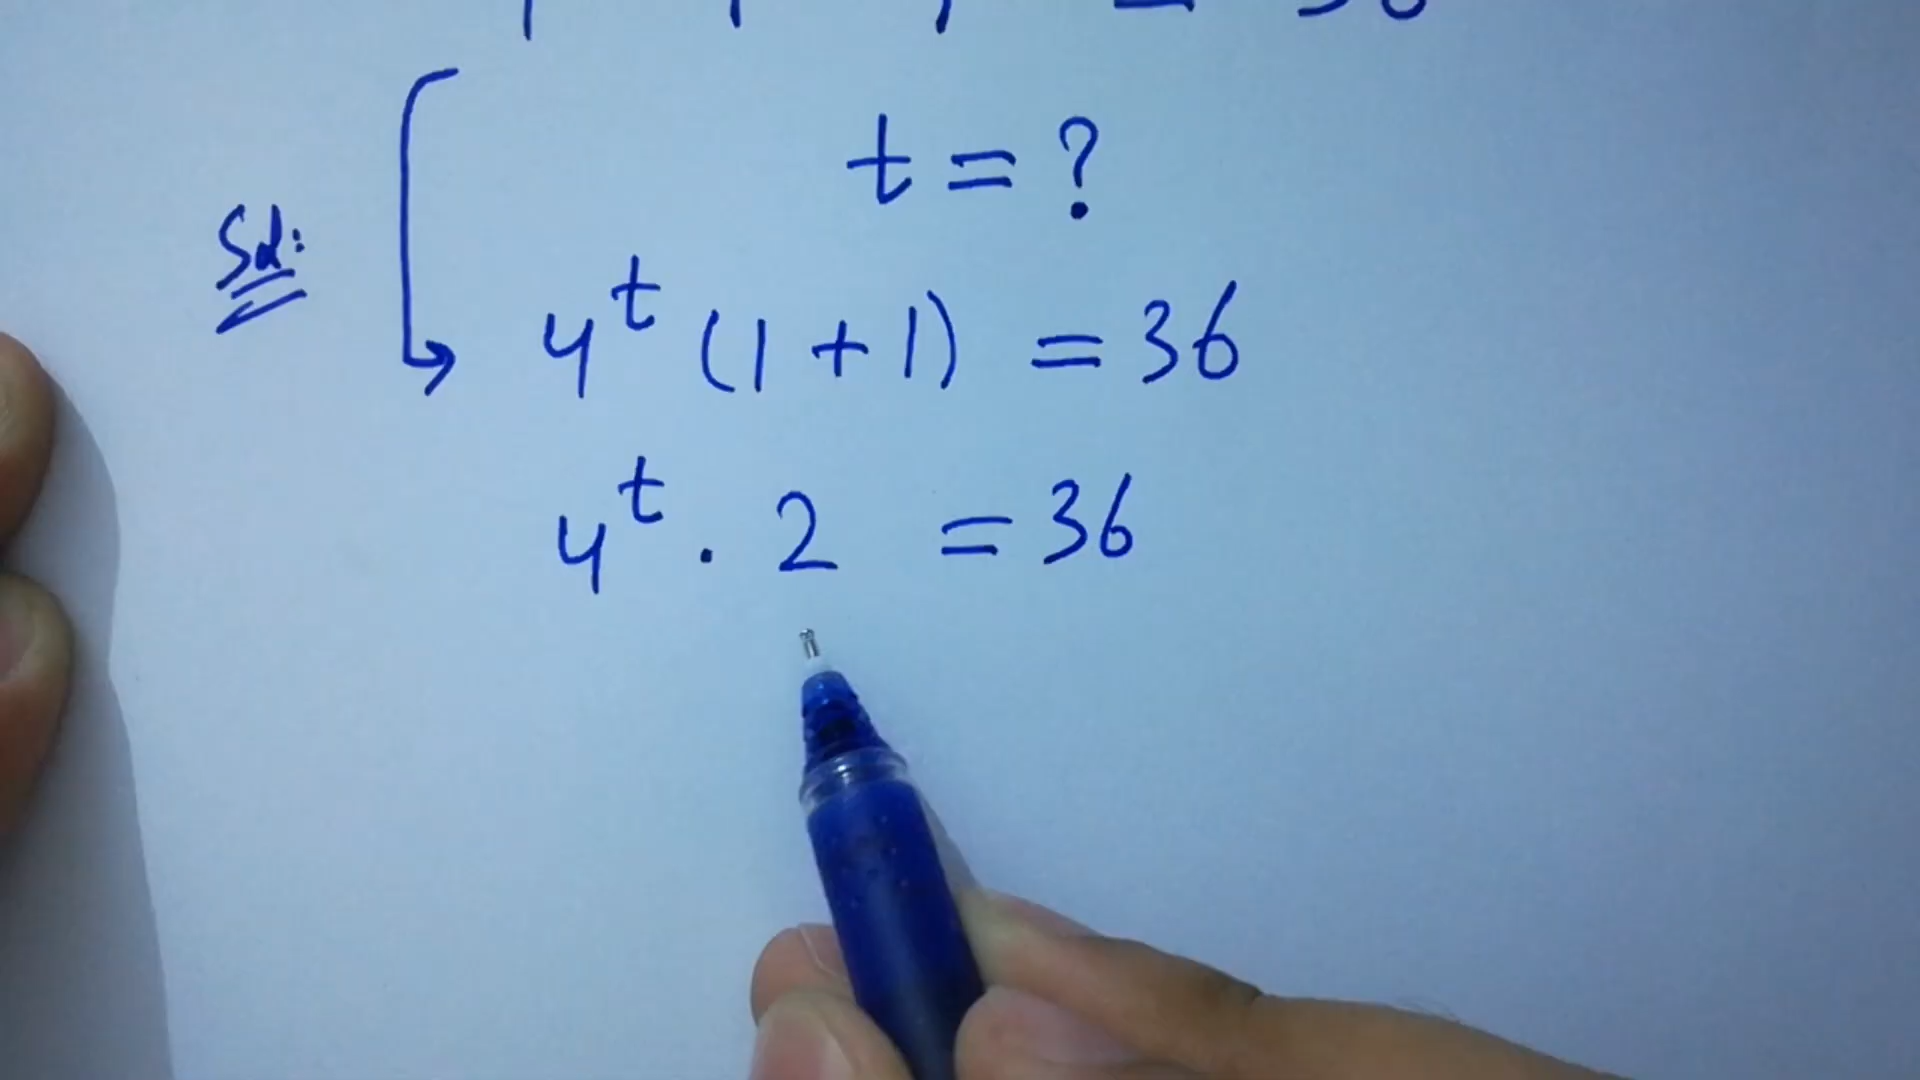 t = ?
Sol:
4^t (1 + 1) = 36
4^t . 2 = 36